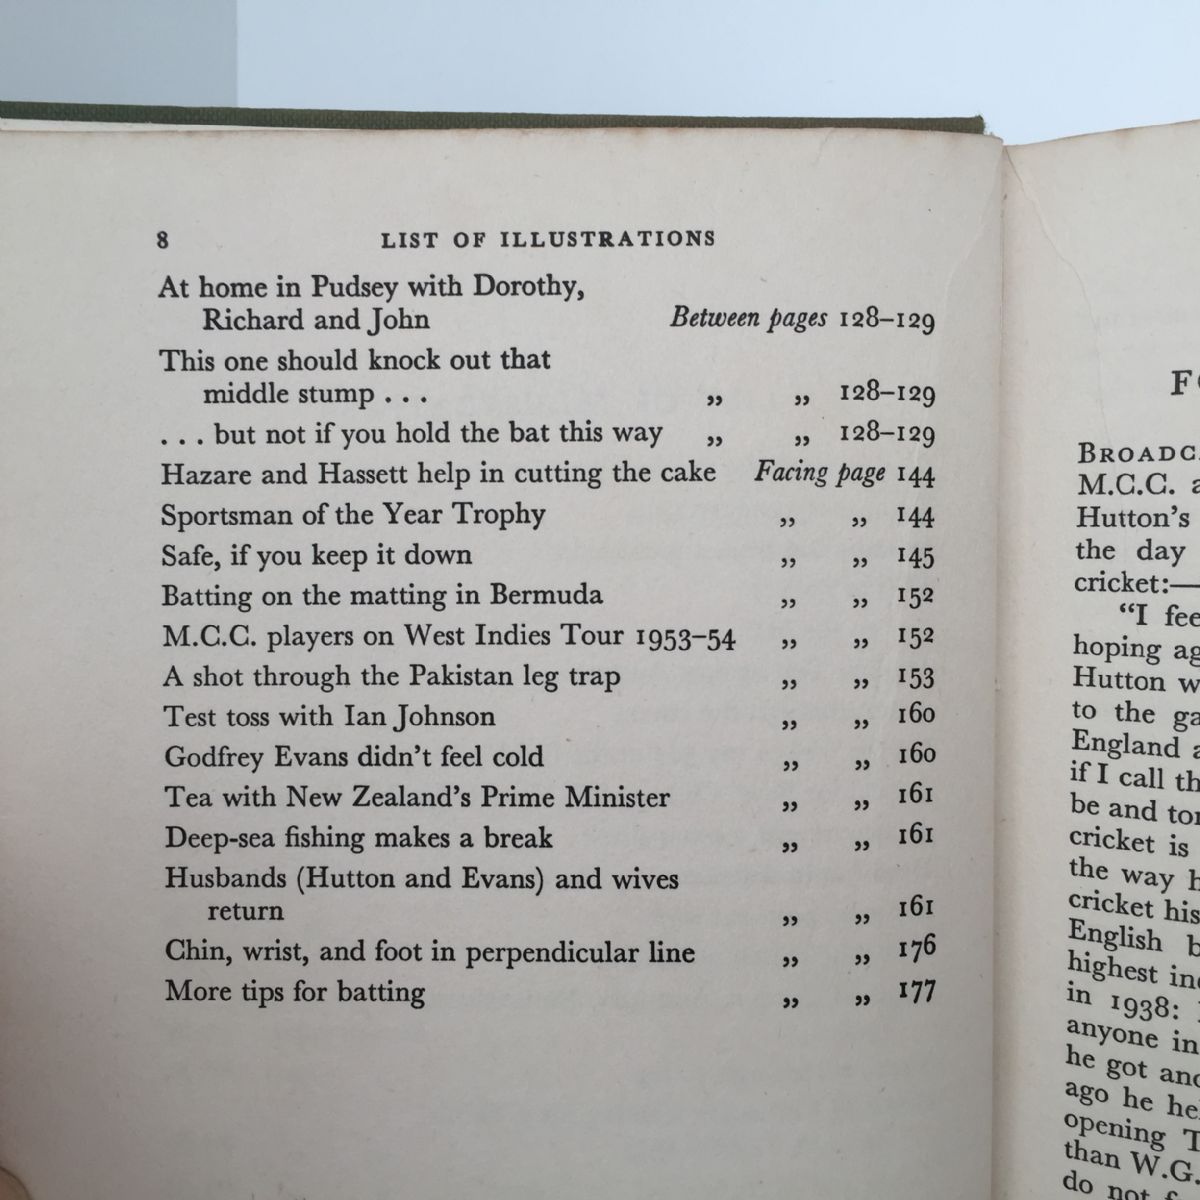 8 LIST OF ILLUSTRATIONS
At home in Pudsey with Dorothy,
Richard and John Between pages 128–129
This one should knock out that
middle stump . . . „ „ 128–129
. . . but not if you hold the bat this way „ „ 128–129
Hazare and Hassett help in cutting the cake Facing page 144
Sportsman of the Year Trophy „ „ 144
Safe, if you keep it down „ „ 145
Batting on the matting in Bermuda „ „ 152
M.C.C. players on West Indies Tour 1953–54 „ „ 152
A shot through the Pakistan leg trap „ „ 153
Test toss with Ian Johnson „ „ 160
Godfrey Evans didn't feel cold „ „ 160
Tea with New Zealand's Prime Minister „ „ 161
Deep-sea fishing makes a break „ „ 161
Husbands (Hutton and Evans) and wives
return „ „ 161
Chin, wrist, and foot in perpendicular line „ „ 176
More tips for batting „ „ 177
M.C.C.
Hutton's
the day
cricket:—
"I
hoping
Hutton
to the
England
if I call
be and
cricket is
the way
cricket
English
highest
in 1938:
anyone in
he got
ago he
opening
than W.G.
do not